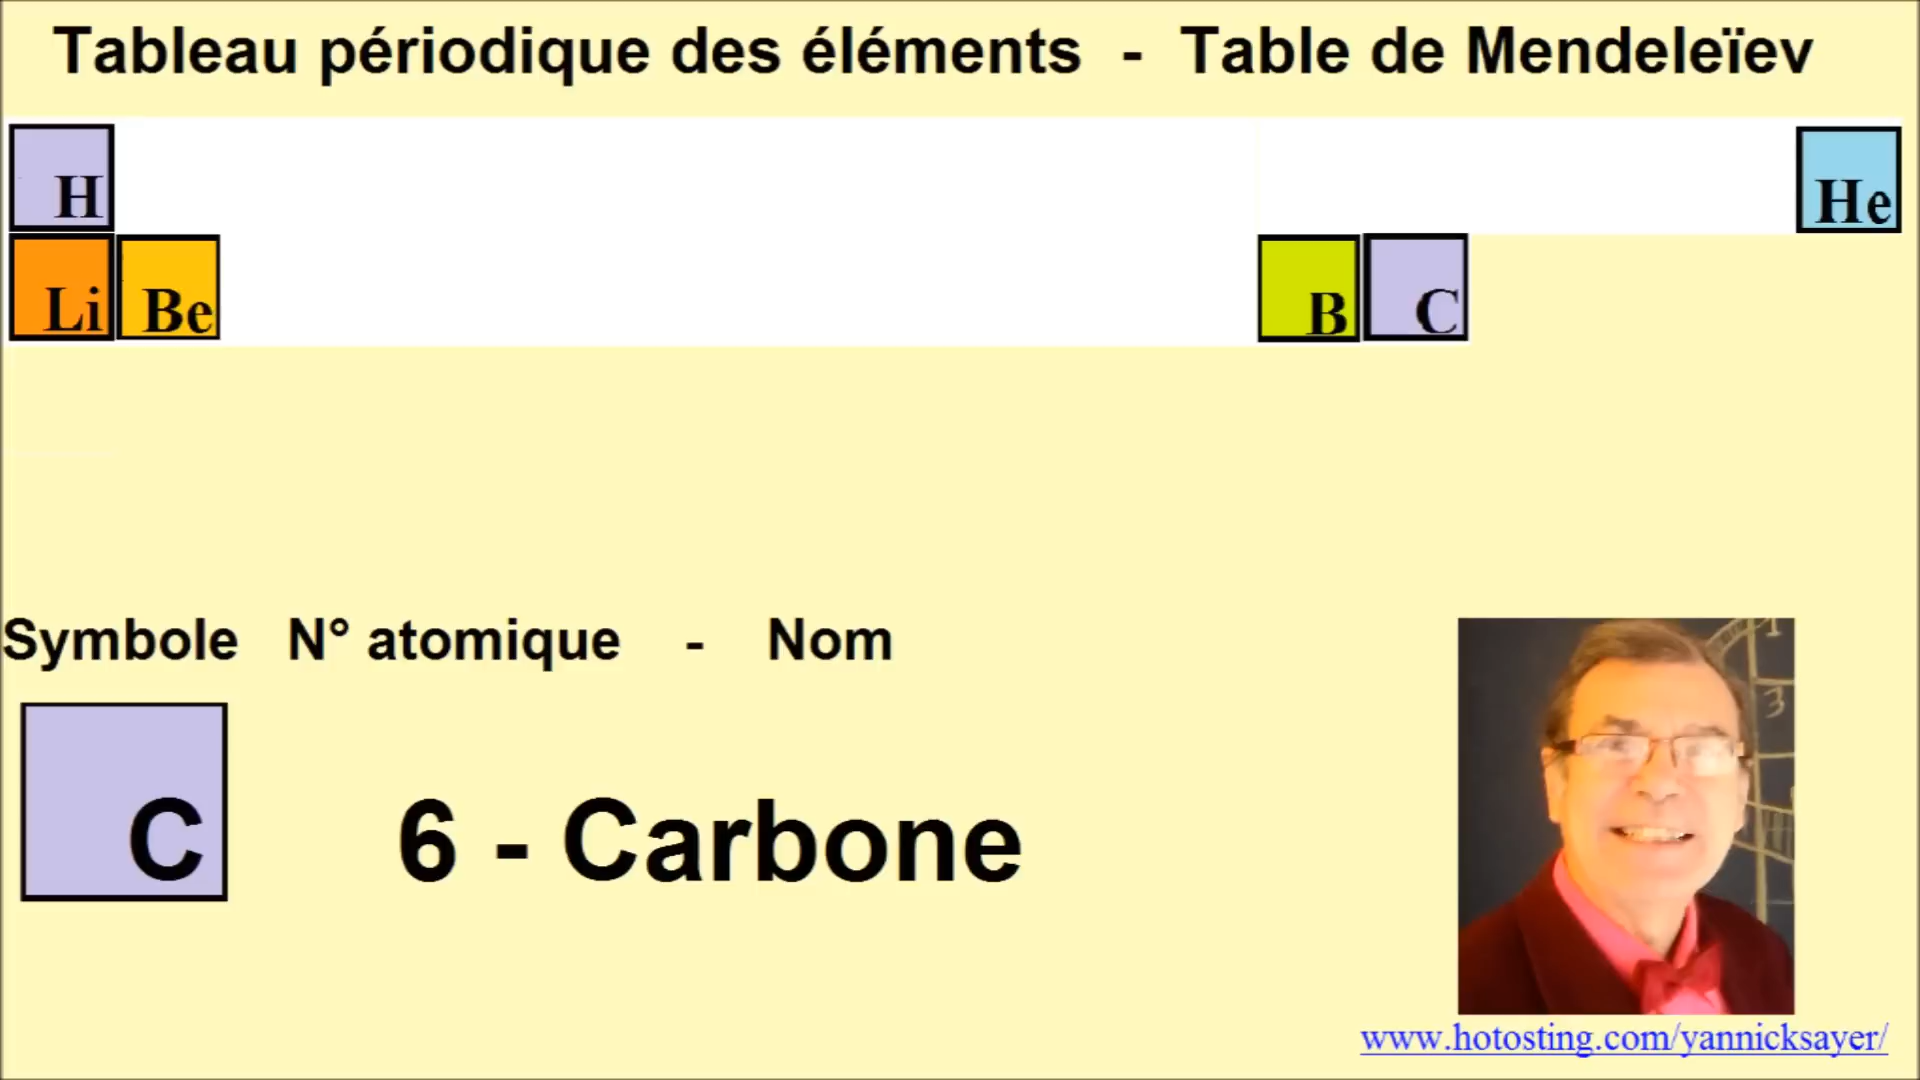 Tableau périodique des éléments - Table de Mendeleïev
H
He
Li Be B C
Symbole N° atomique - Nom
C 6 - Carbone
3
www.hotosting.com/yannicksayer/